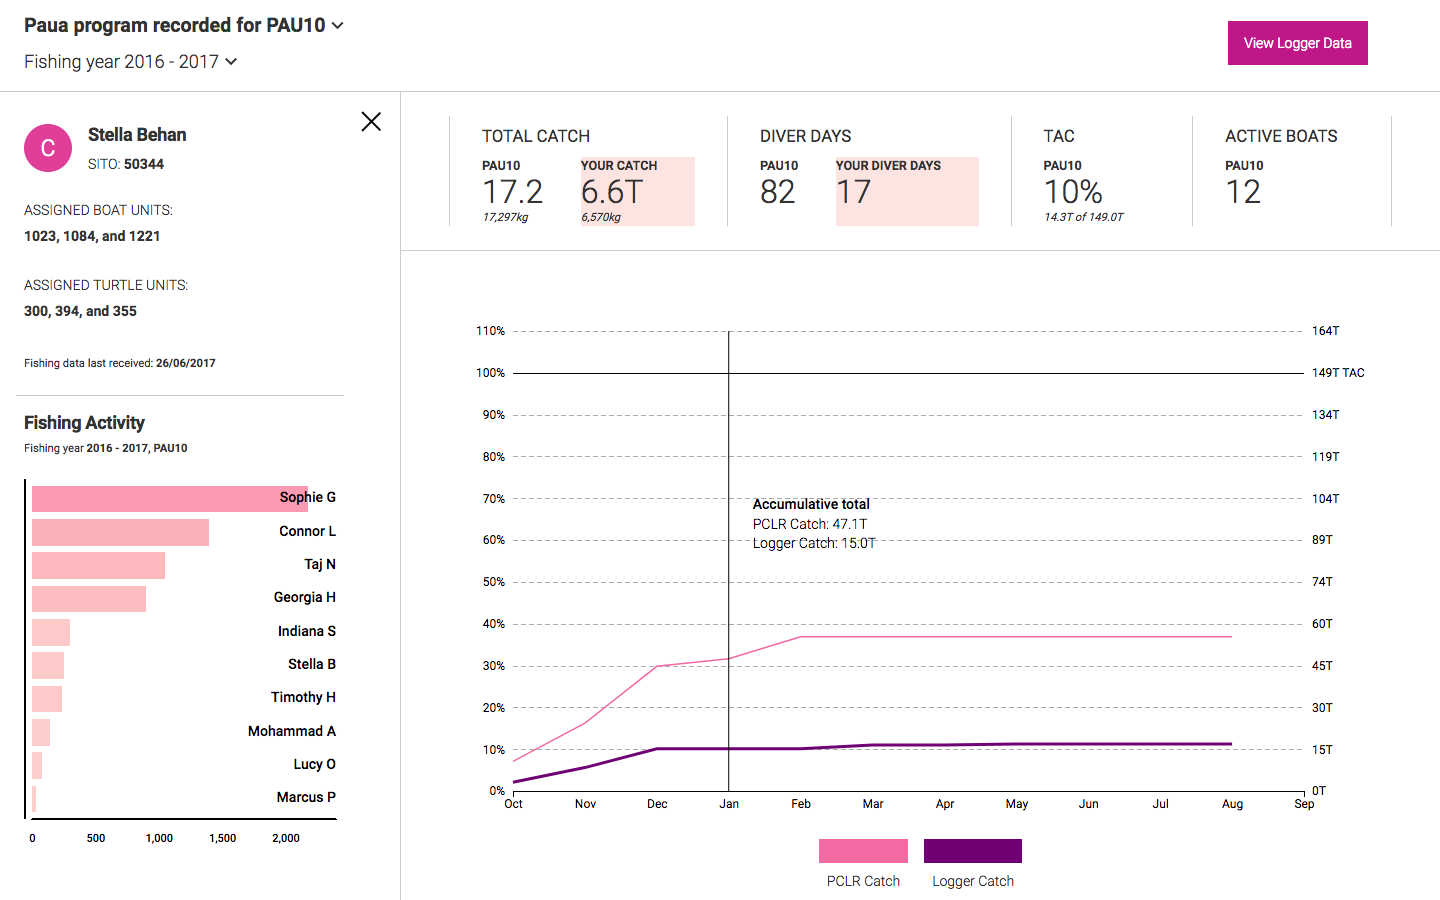 Paua program recorded for PAU10
Fishing year 2016 - 2017
View Logger Data
C
Stella Behan
SITO: 50344
ASSIGNED BOAT UNITS:
1023, 1084, and 1221
ASSIGNED TURTLE UNITS:
300, 394, and 355
Fishing data last received: 26/06/2017
Fishing Activity
Fishing year 2016 - 2017, PAU10
Sophie G
Connor L
Taj N
Georgia H
Indiana S
Stella B
Timothy H
Mohammad A
Lucy O
Marcus P
0 500 1,000 1,500 2,000
TOTAL CATCH
PAU10
17.2
17,297kg
YOUR CATCH
6.6T
6,570kg
DIVER DAYS
PAU10
82
YOUR DIVER DAYS
17
TAC
PAU10
10%
14.3T of 149.0T
ACTIVE BOATS
PAU10
12
110% 164T
100% 149T TAC
90% 134T
80% 119T
70% 104T
60% 89T
50% 74T
40% 60T
30% 45T
20% 30T
10% 15T
0% 0T
Accumulative total
PCLR Catch: 47.1T
Logger Catch: 15.0T
Oct Nov Dec Jan Feb Mar Apr May Jun Jul Aug Sep
PCLR Catch
Logger Catch